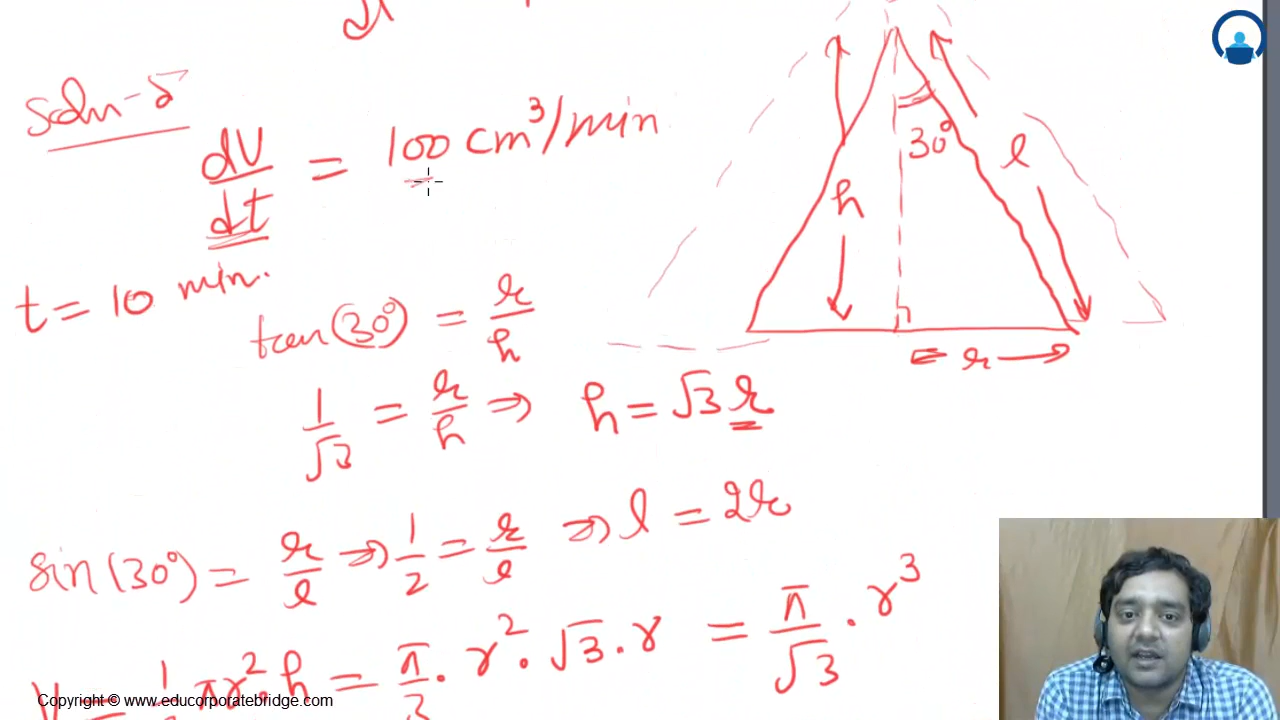 Soln-5
dV/dt = 100 cm³/min
t = 10 min.
tan(30°) = r/h
1/√3 = r/h ⇒ h = √3 r
sin(30°) = r/l ⇒ 1/2 = r/l ⇒ l = 2r
V = 1/3 πr²·h = π/3 · r² · √3 · r = π/√3 · r³
30°
h
l
r
Copyright © www.educorporatebridge.com